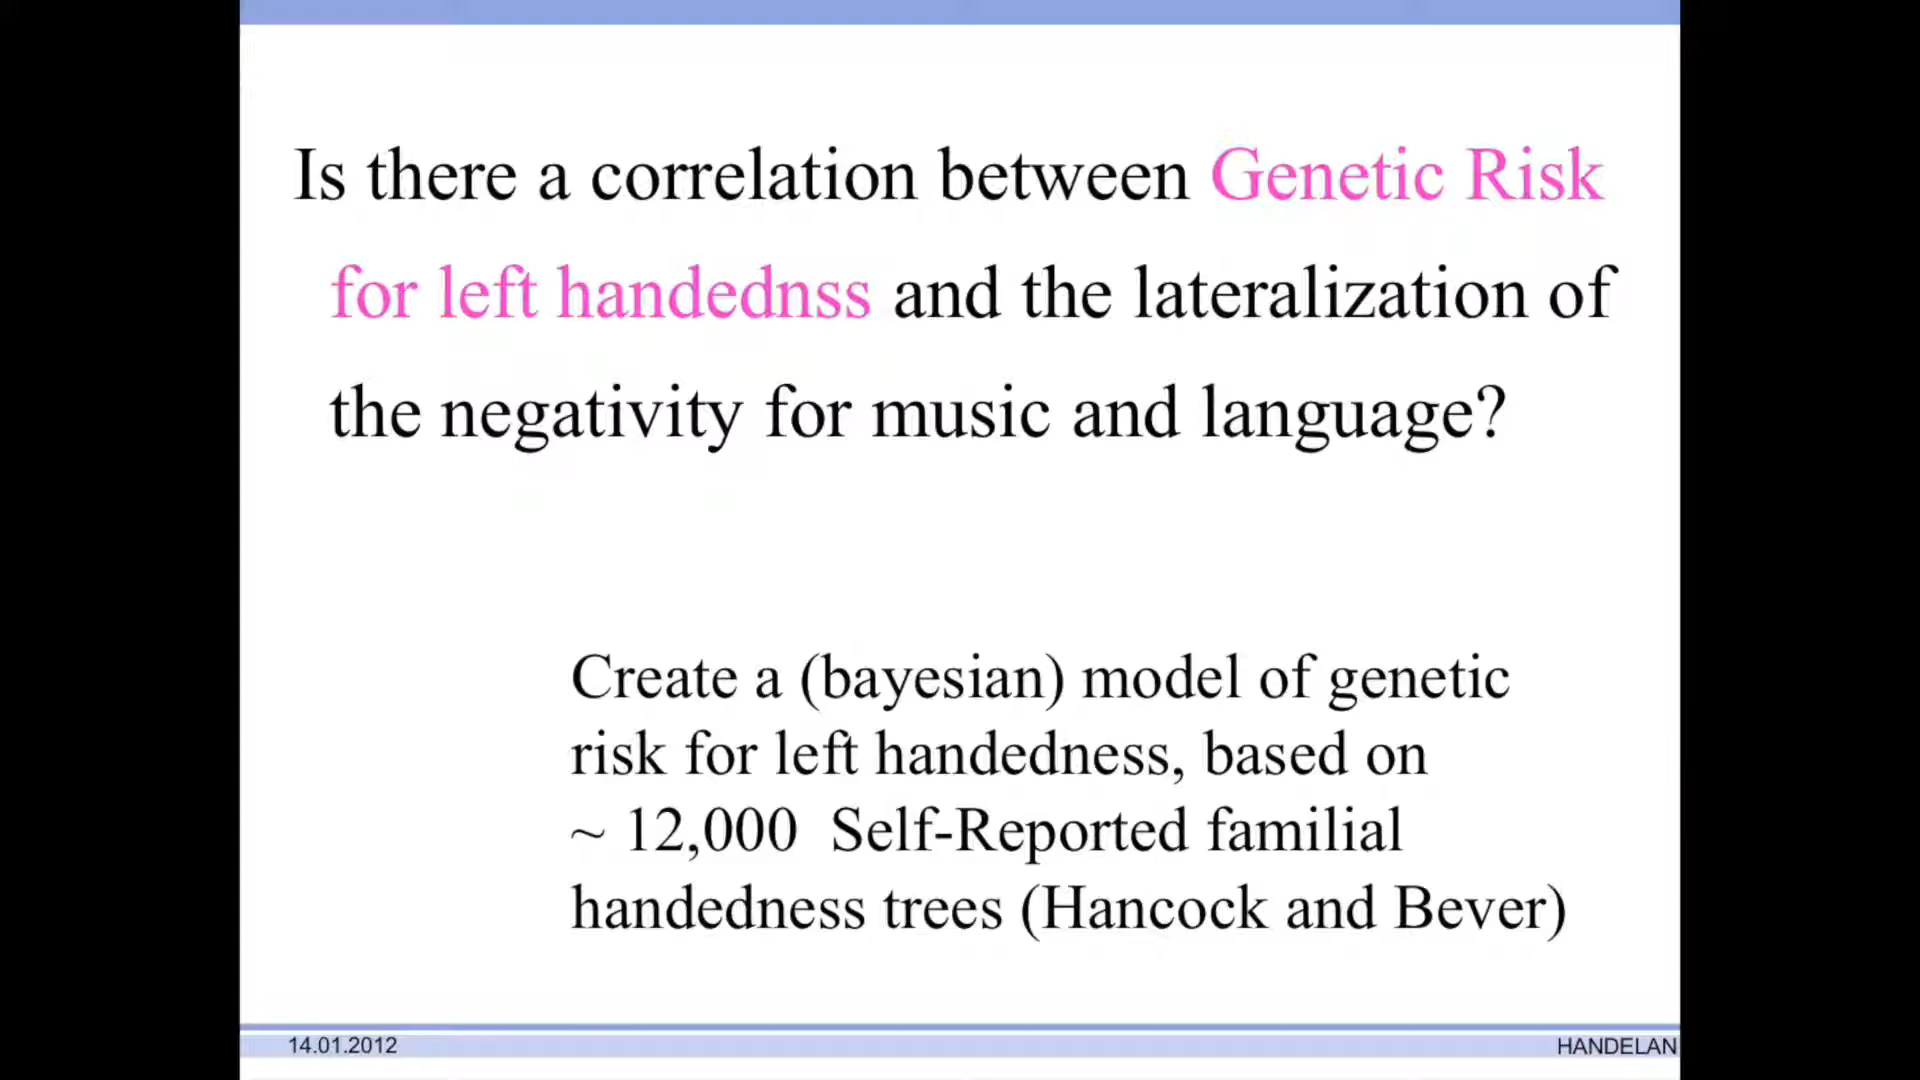 Is there a correlation between Genetic Risk
for left handednss and the lateralization of
the negativity for music and language?
Create a (bayesian) model of genetic
risk for left handedness, based on
~ 12,000 Self-Reported familial
handedness trees (Hancock and Bever)
14.01.2012
HANDELAN